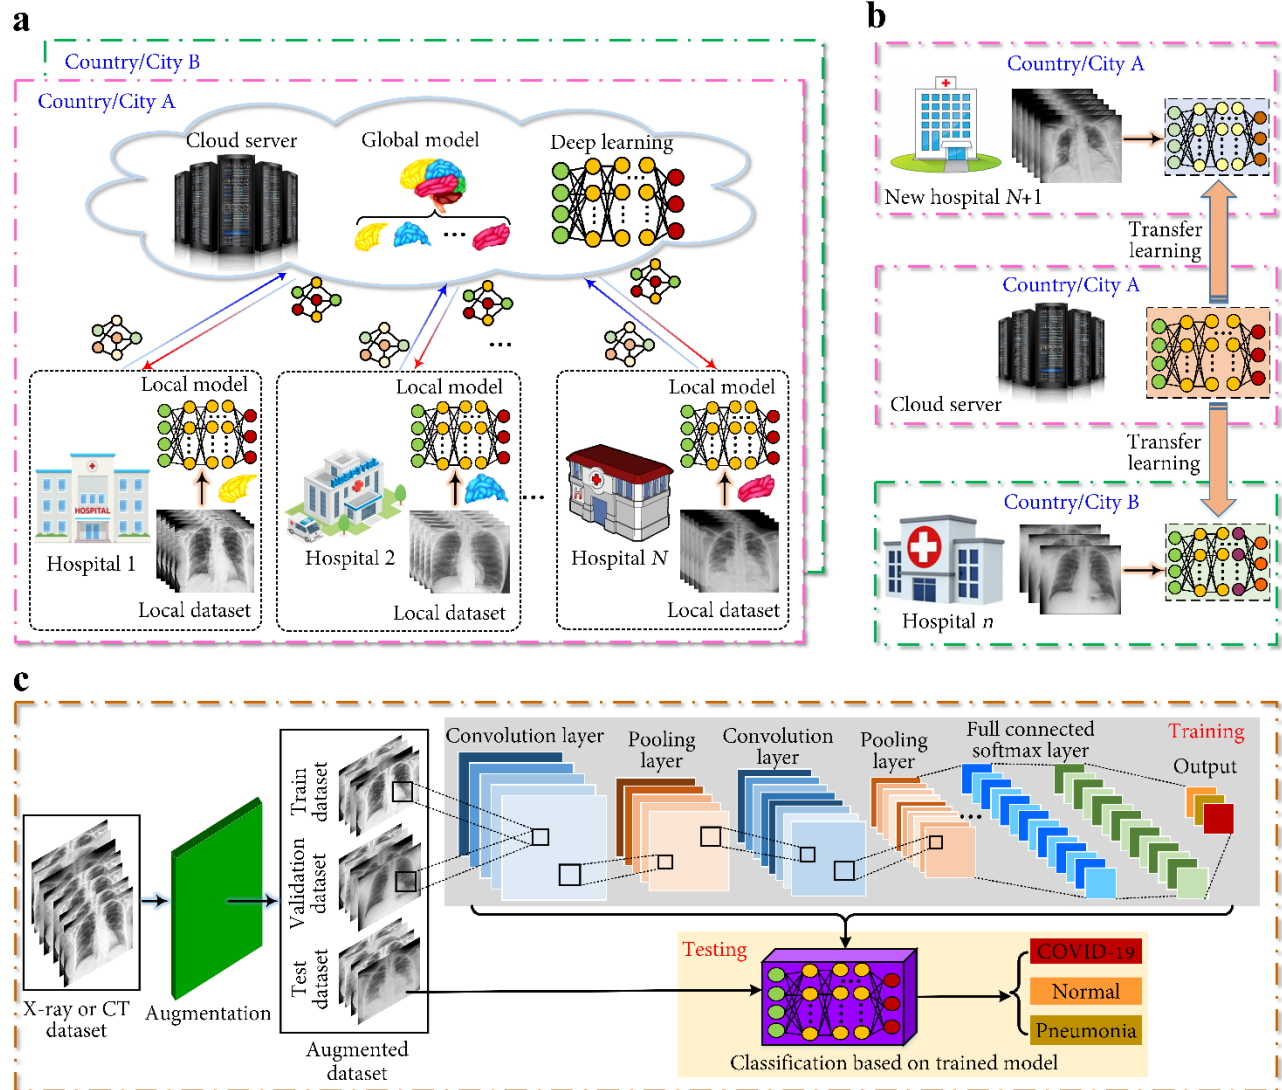 a
Country/City B
Country/City A
Cloud server
Global model
Deep learning
...
...
Local model
HOSPITAL
Hospital 1
Local dataset
Local model
Hospital 2
Local dataset
...
Local model
Hospital N
Local dataset
b
Country/City A
New hospital N+1
Transfer
learning
Country/City A
Cloud server
Transfer
learning
Country/City B
Hospital n
c
X-ray or CT
dataset
Augmentation
Train
dataset
Validation
dataset
Test
dataset
Augmented
dataset
Convolution layer
Pooling
layer
Convolution
layer
Pooling
layer
Full connected
softmax layer
...
Training
Output
Testing
Classification based on trained model
COVID-19
Normal
Pneumonia